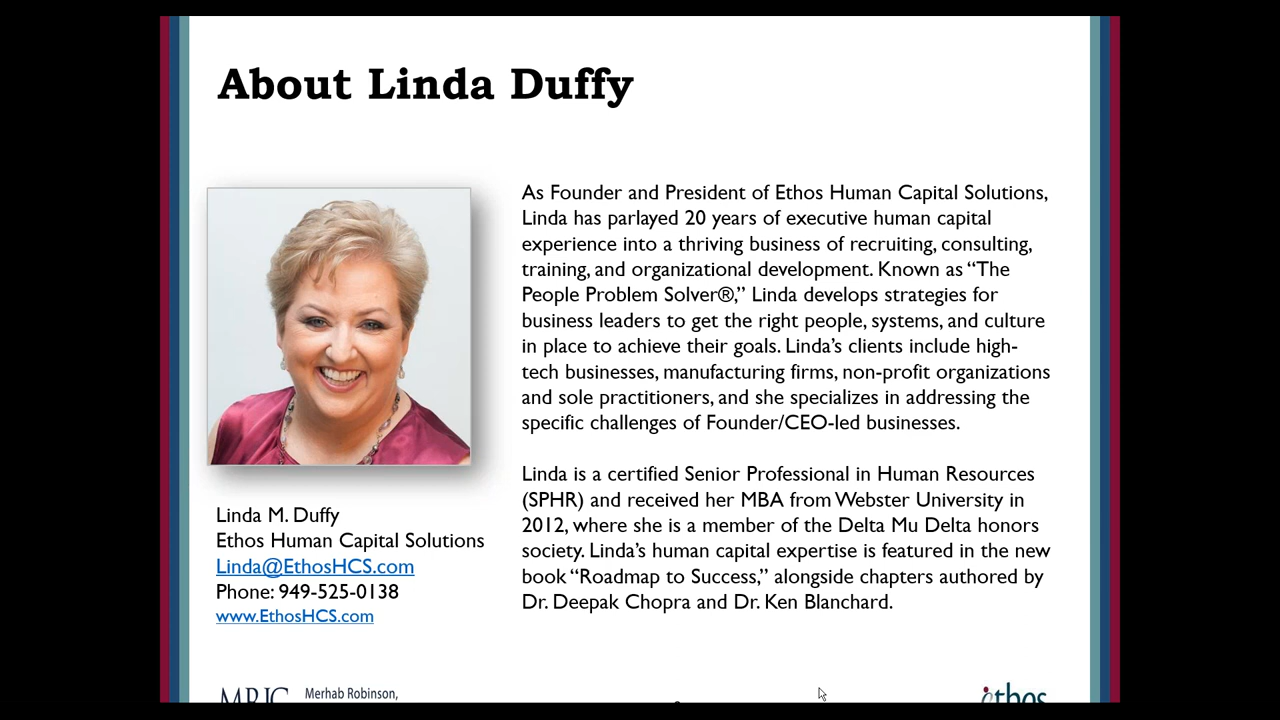 About Linda Duffy
As Founder and President of Ethos Human Capital Solutions,
Linda has parlayed 20 years of executive human capital
experience into a thriving business of recruiting, consulting,
training, and organizational development. Known as “The
People Problem Solver®,” Linda develops strategies for
business leaders to get the right people, systems, and culture
in place to achieve their goals. Linda’s clients include high-
tech businesses, manufacturing firms, non-profit organizations
and sole practitioners, and she specializes in addressing the
specific challenges of Founder/CEO-led businesses.
Linda is a certified Senior Professional in Human Resources
(SPHR) and received her MBA from Webster University in
2012, where she is a member of the Delta Mu Delta honors
society. Linda’s human capital expertise is featured in the new
book “Roadmap to Success,” alongside chapters authored by
Dr. Deepak Chopra and Dr. Ken Blanchard.
Linda M. Duffy
Ethos Human Capital Solutions
Linda@EthosHCS.com
Phone: 949-525-0138
www.EthosHCS.com
MRJC Merhab Robinson,
ethos